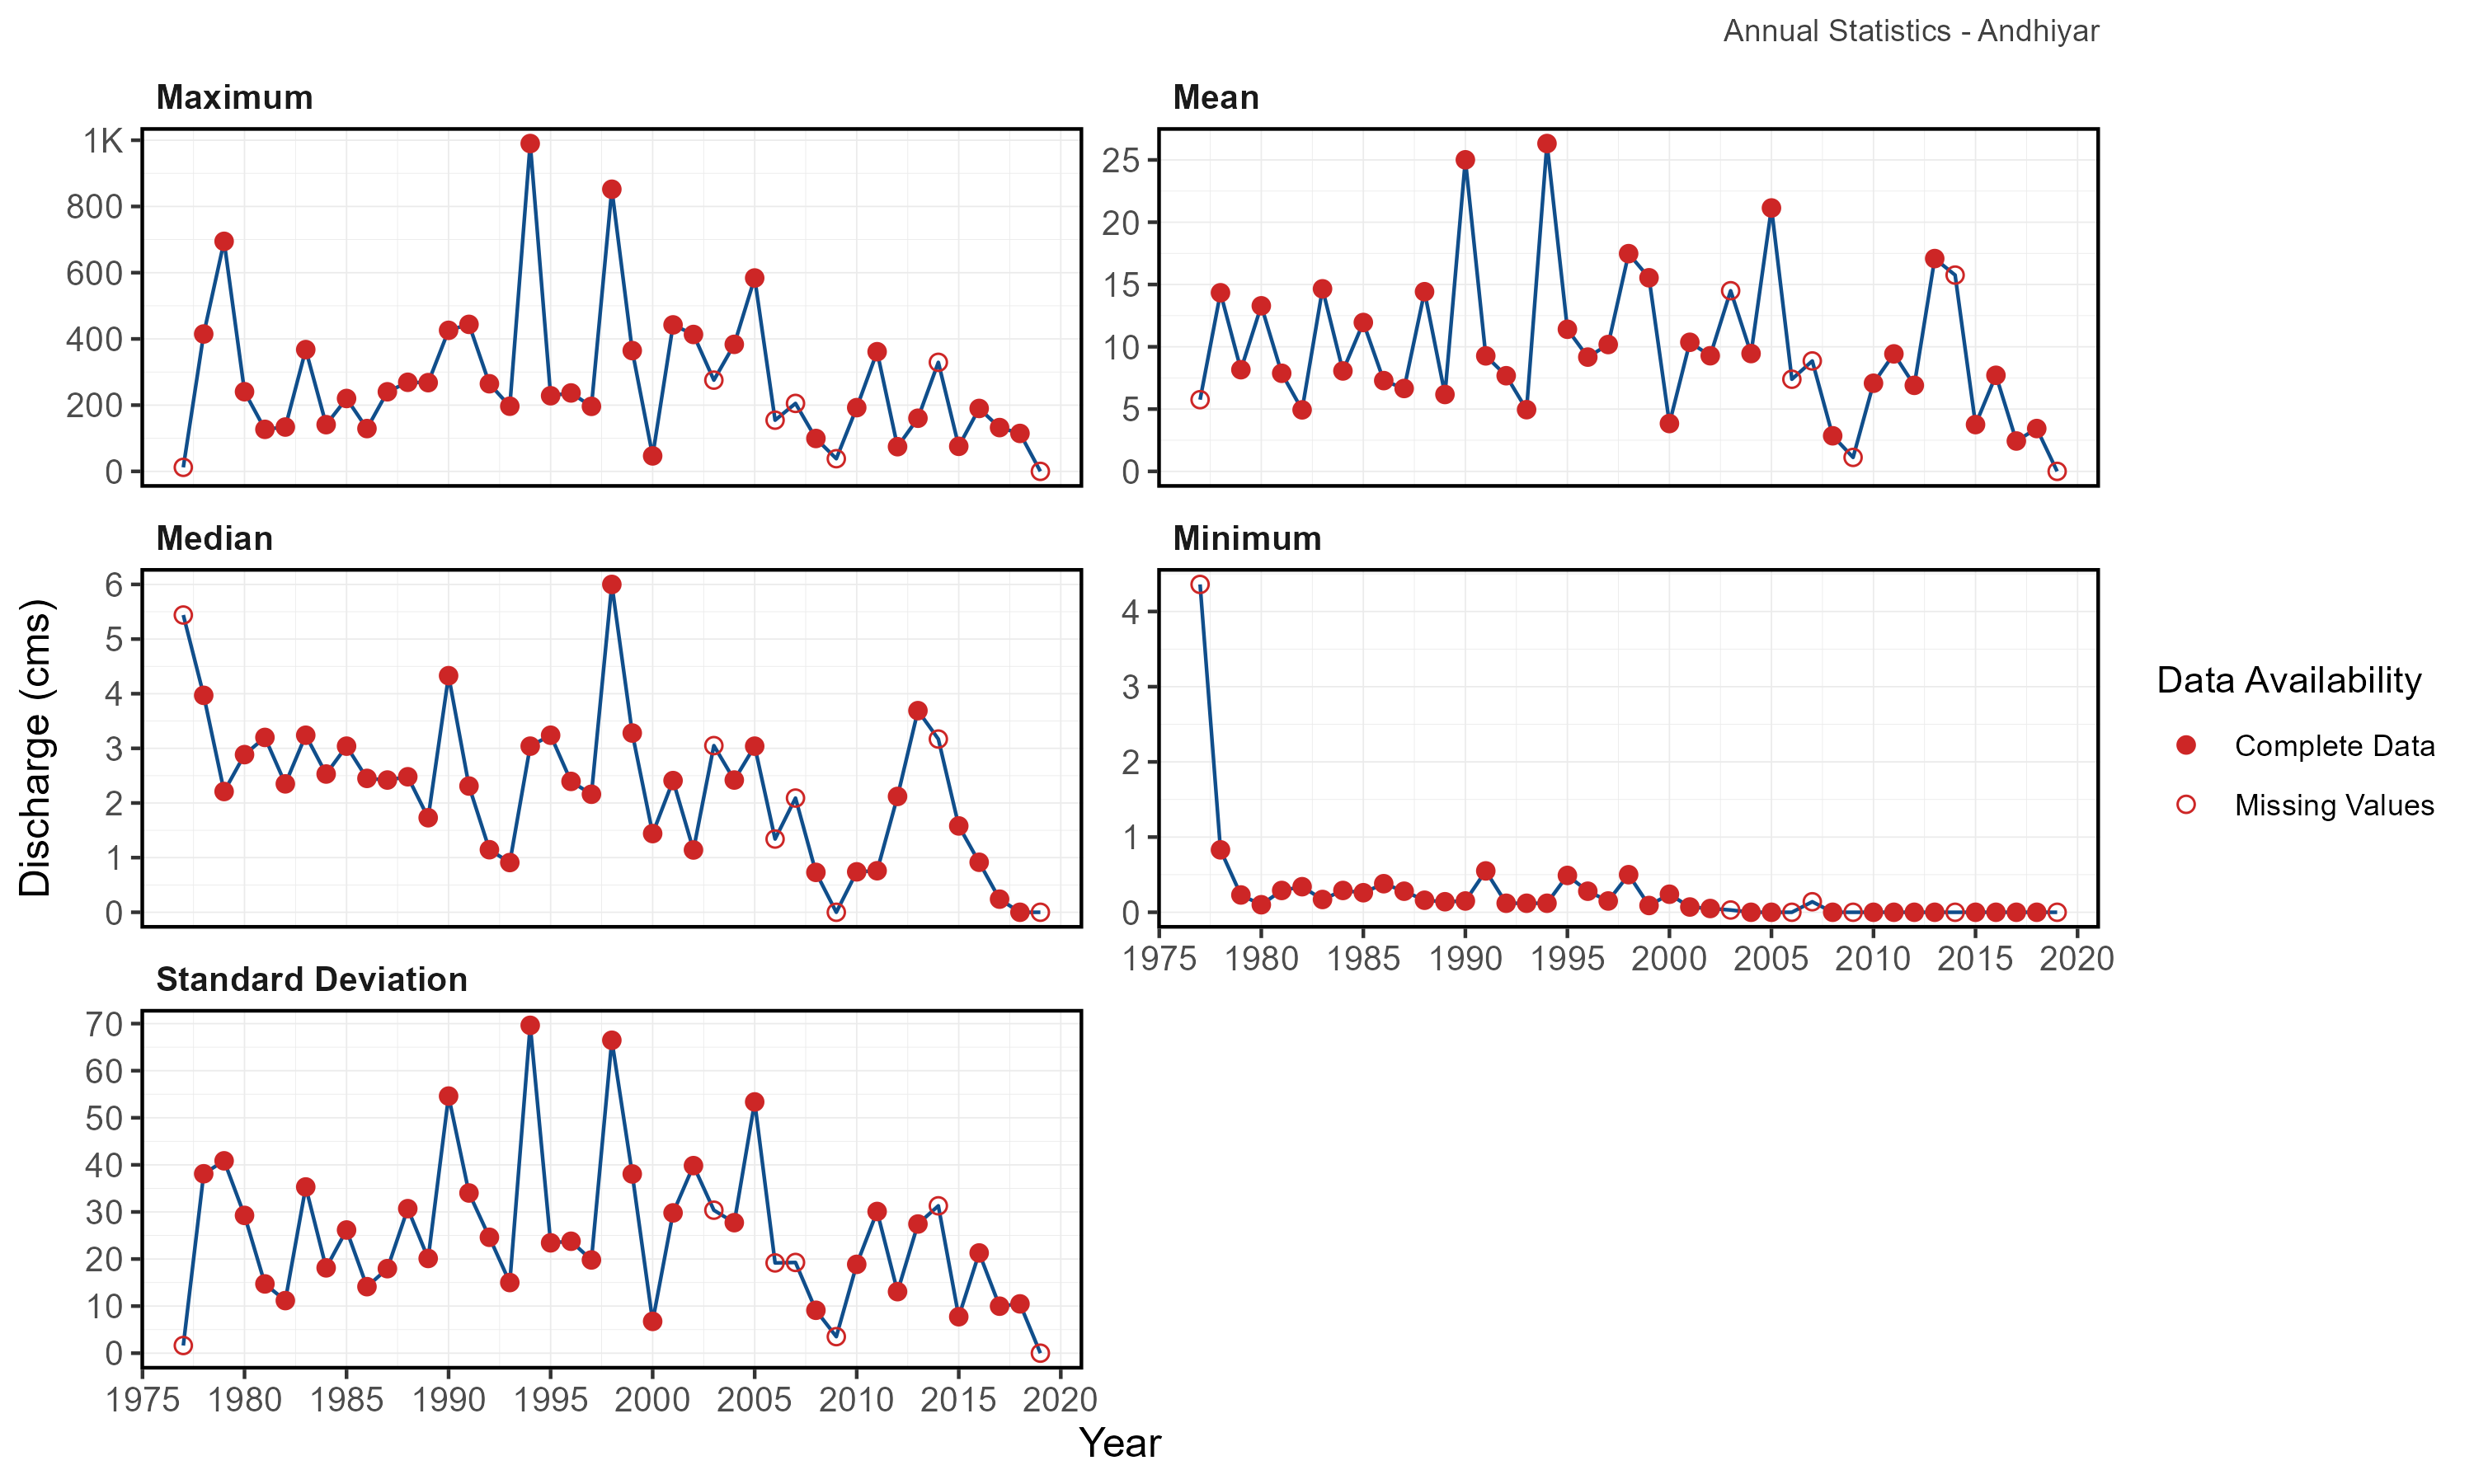 Annual Statistics - Andhiyar
Maximum
1K
800
600
400
200
0
Mean
25
20
15
10
5
0
Median
6
5
4
3
2
1
0
Minimum
4
3
2
1
0
1975 1980 1985 1990 1995 2000 2005 2010 2015 2020
Standard Deviation
70
60
50
40
30
20
10
0
1975 1980 1985 1990 1995 2000 2005 2010 2015 2020
Discharge (cms)
Year
Data Availability
Complete Data
Missing Values